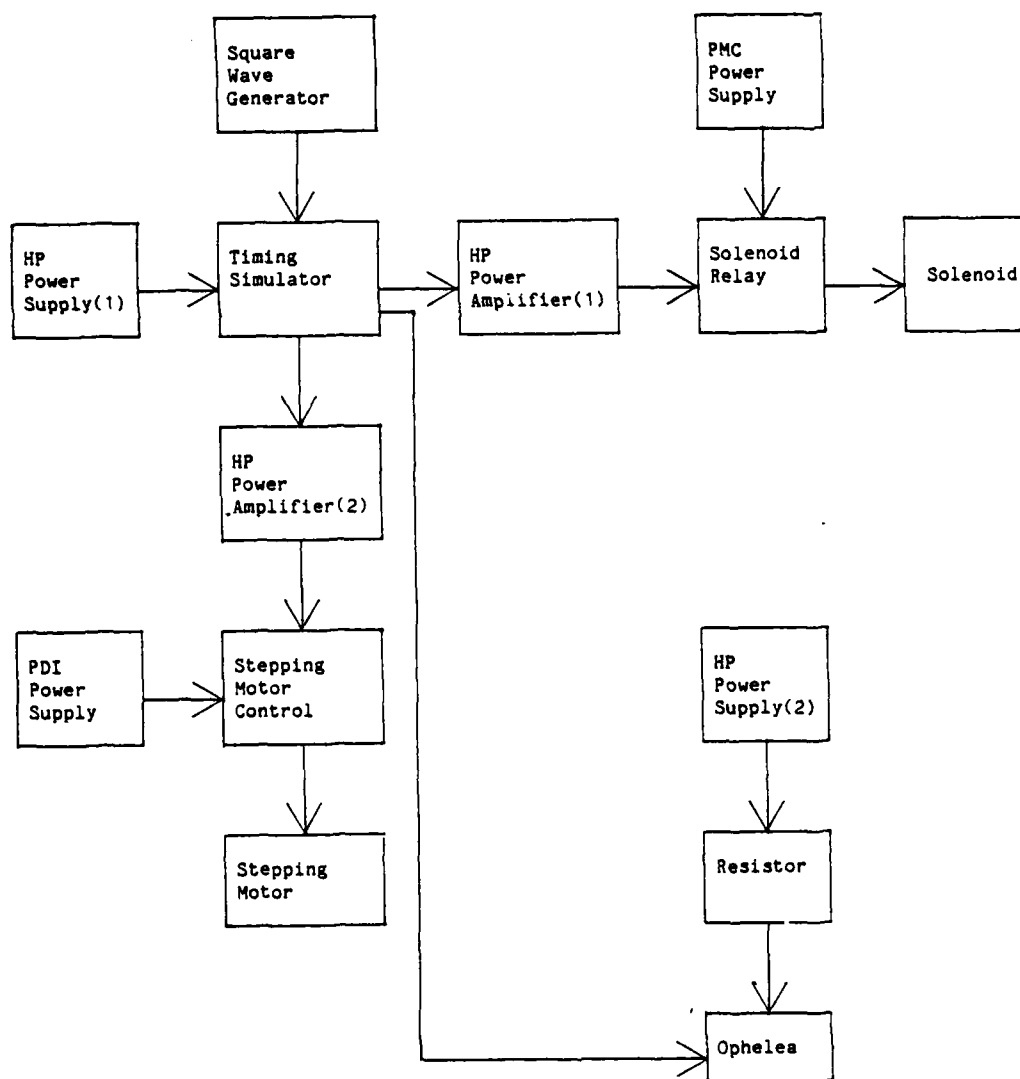 Square
Wave
Generator
PMC
Power
Supply
HP
Power
Supply(1)
Timing
Simulator
HP
Power
Amplifier(1)
Solenoid
Relay
Solenoid
HP
Power
Amplifier(2)
PDI
Power
Supply
Stepping
Motor
Control
HP
Power
Supply(2)
Stepping
Motor
Resistor
Ophelea